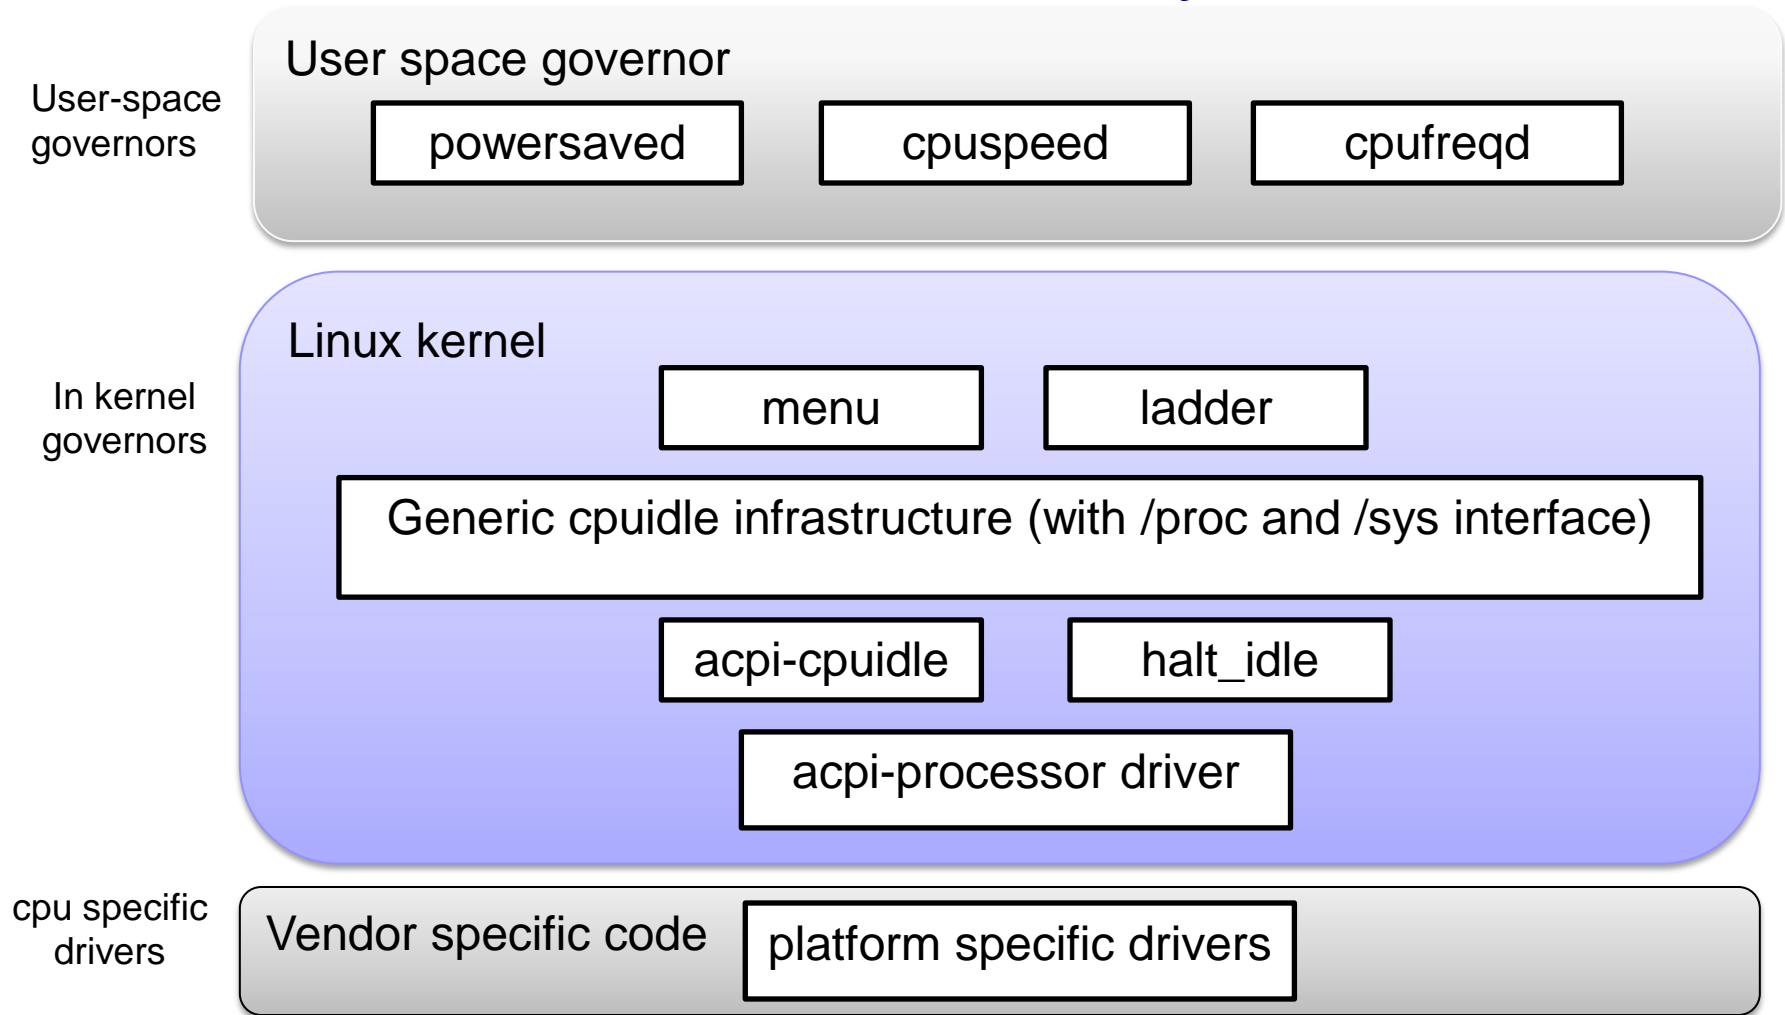 User space governor
User-space
governors
powersaved
cpuspeed
cpufreqd
Linux kernel
In kernel
governors
menu
ladder
Generic cpuidle infrastructure (with /proc and /sys interface)
acpi-cpuidle
halt_idle
acpi-processor driver
cpu specific
drivers
Vendor specific code
platform specific drivers